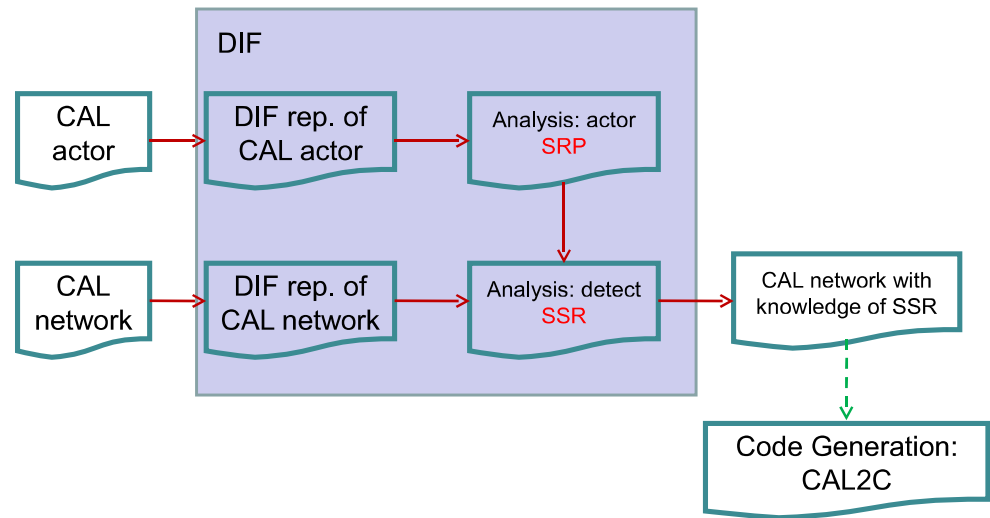 DIF
CAL
actor
DIF rep. of
CAL actor
Analysis: actor
SRP
CAL
network
DIF rep. of
CAL network
Analysis: detect
SSR
CAL network with
knowledge of SSR
Code Generation:
CAL2C